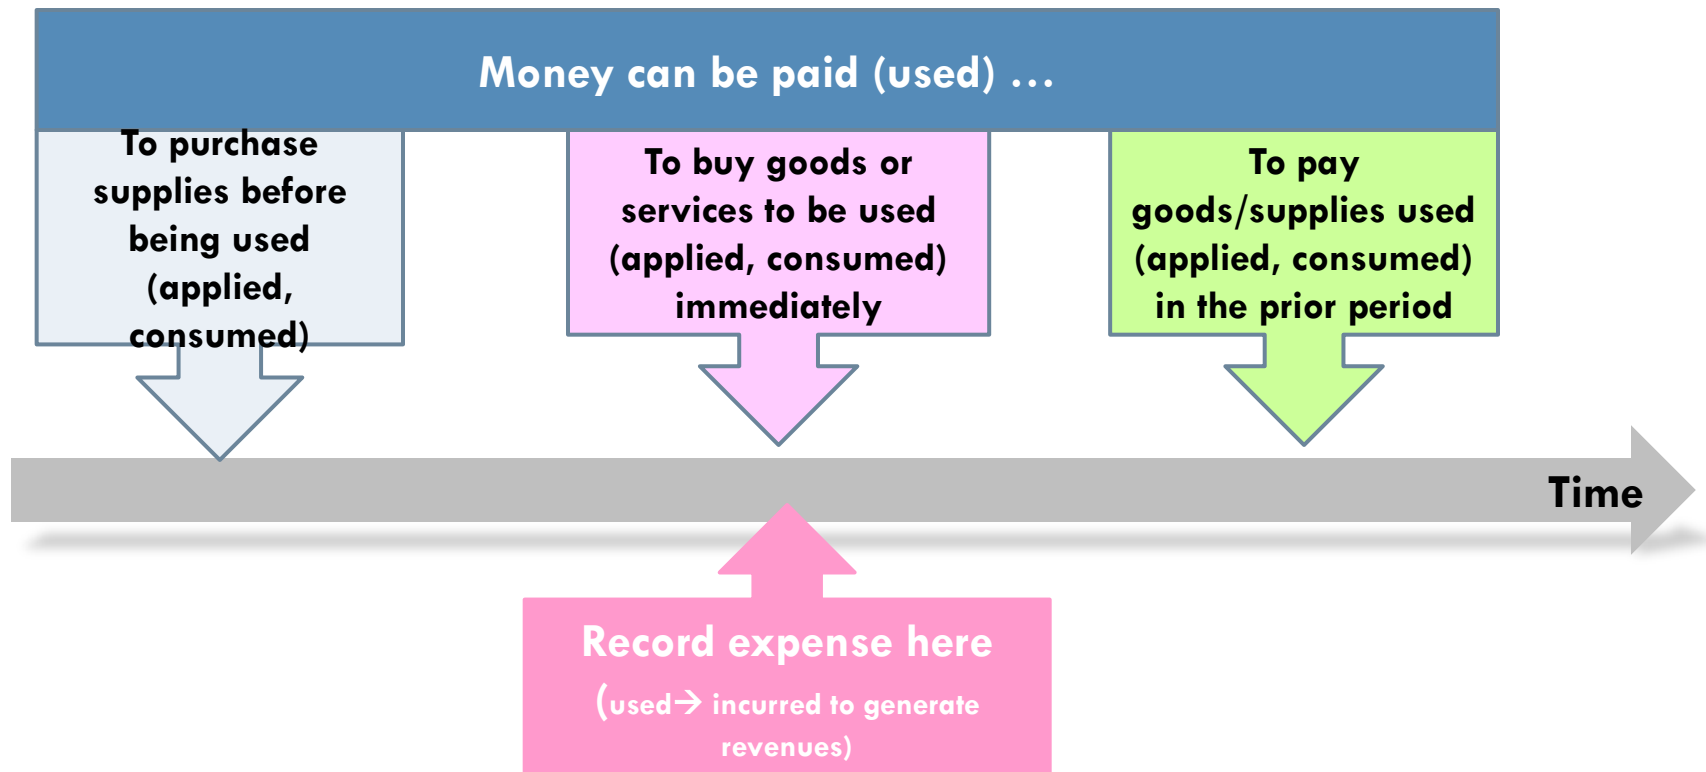 Money can be paid (used) …
To purchase
supplies before
being used
(applied,
consumed)
To buy goods or
services to be used
(applied, consumed)
immediately
To pay
goods/supplies used
(applied, consumed)
in the prior period
Time
Record expense here
(used→ incurred to generate
revenues)